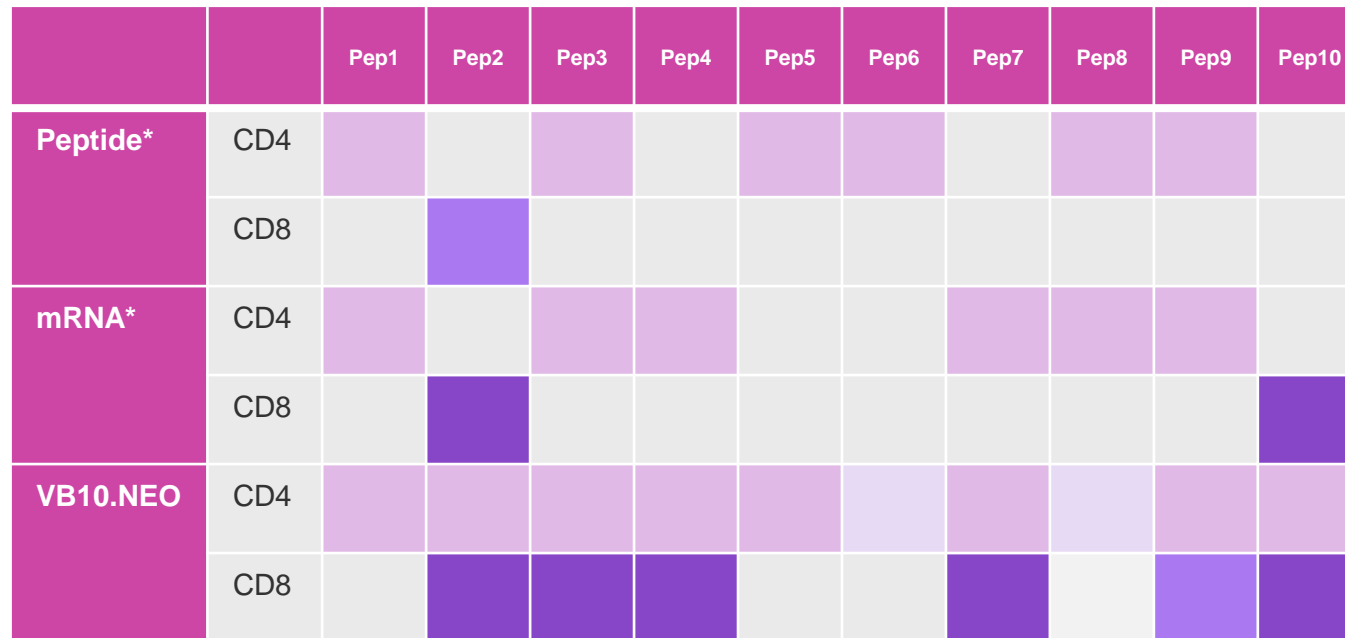 Pep1 Pep2 Pep3 Pep4 Pep5 Pep6 Pep7 Pep8 Pep9 Pep10
Peptide* CD4
CD8
mRNA* CD4
CD8
VB10.NEO CD4
CD8